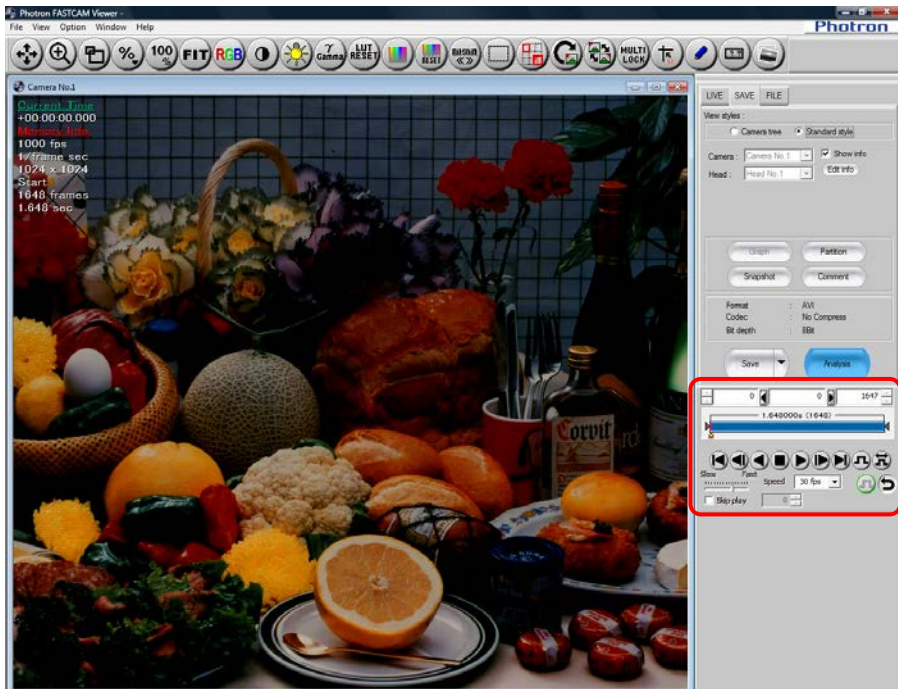 Photron FASTCAM Viewer -
File View Option Window Help
Photron
% 100% FIT RGB Gamma LUT RESET RESET MULTI LOCK
Camera No.1
Current Time
+00:00:00.000
Memory Info.
1000 fps
1/frame sec
1024 x 1024
Start
1648 frames
1.648 sec
Corvit
LIVE SAVE FILE
View styles :
Camera tree Standard style
Camera : Camera No.1 Show info
Head : Head No.1 Edit info
Graph Partition
Snapshot Comment
Format : AVI
Codec : No Compress
Bit depth : 8Bit
Save Analysis
0 0 1647
1.648000s (1648)
Slow Fast Speed 30 fps
Skip play 0